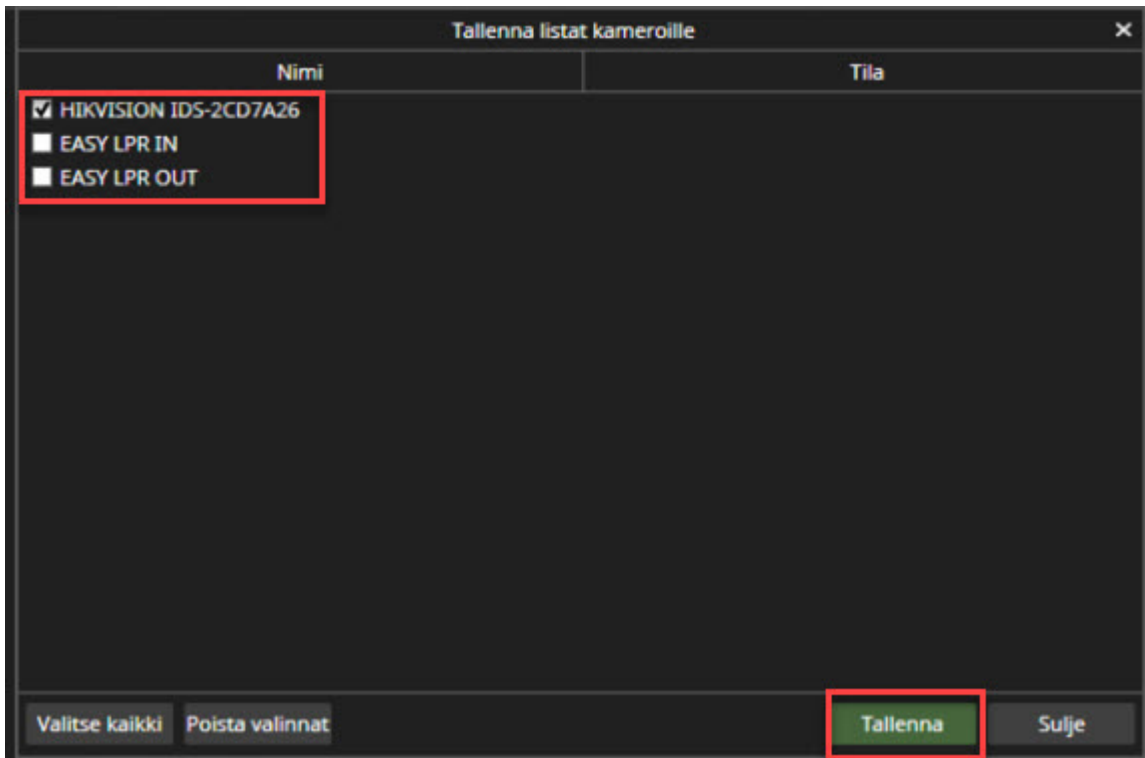 Tallenna listat kameroille
Nimi Tila
HIKVISION IDS-2CD7A26
EASY LPR IN
EASY LPR OUT
Valitse kaikki Poista valinnat Tallenna Sulje